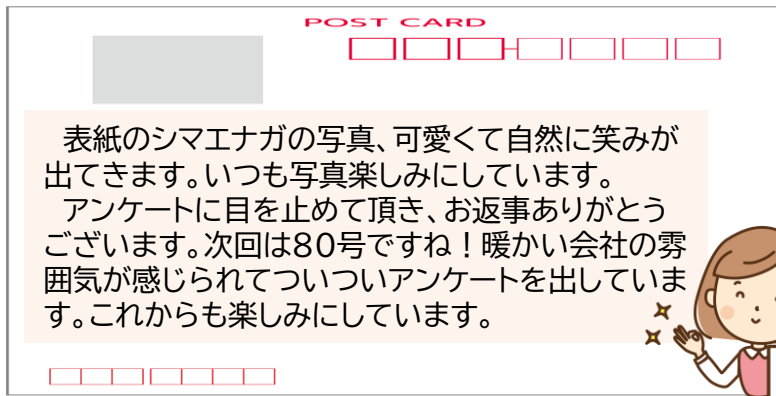 POST CARD
　表紙のシマエナガの写真、可愛くて自然に笑みが
出てきます。いつも写真楽しみにしています。
　アンケートに目を止めて頂き、お返事ありがとう
ございます。次回は80号ですね！暖かい会社の雰
囲気が感じられてついついアンケートを出していま
す。これからも楽しみにしています。